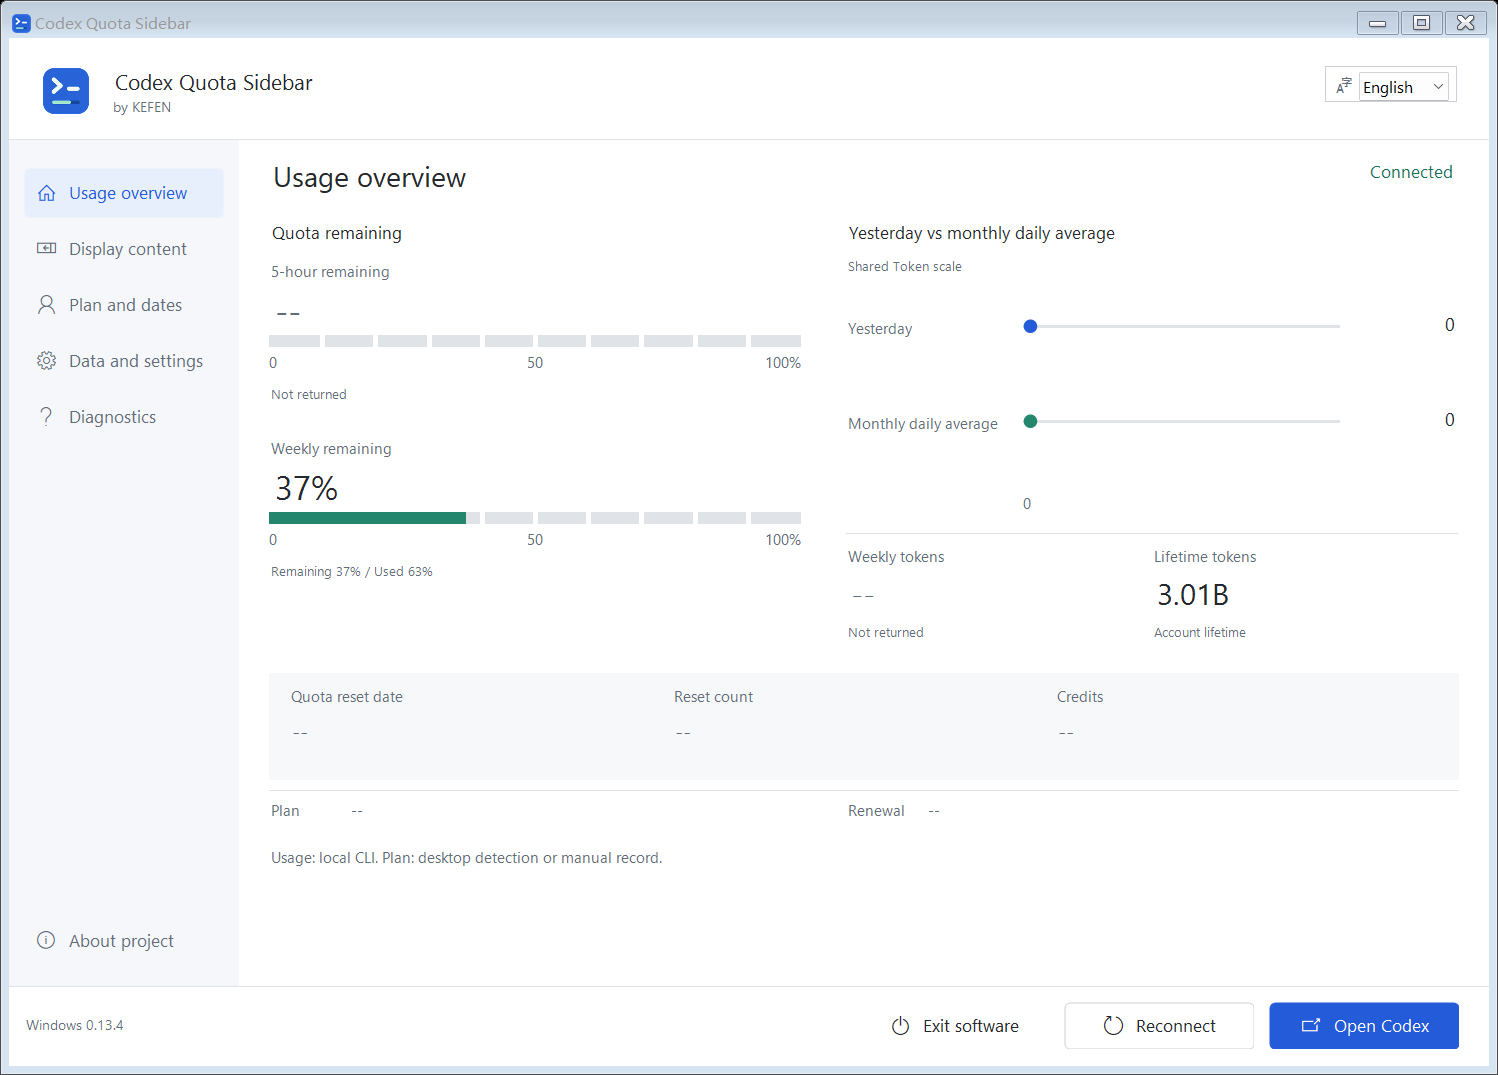 Codex Quota Sidebar
Codex Quota Sidebar
by KEFEN
English
Usage overview
Display content
Plan and dates
Data and settings
Diagnostics
About project
Usage overview
Connected
Quota remaining
5-hour remaining
--
0 50 100%
Not returned
Weekly remaining
37%
0 50 100%
Remaining 37% / Used 63%
Yesterday vs monthly daily average
Shared Token scale
Yesterday 0
Monthly daily average 0
0
Weekly tokens
--
Not returned
Lifetime tokens
3.01B
Account lifetime
Quota reset date
--
Reset count
--
Credits
--
Plan --
Renewal --
Usage: local CLI. Plan: desktop detection or manual record.
Windows 0.13.4
Exit software
Reconnect
Open Codex